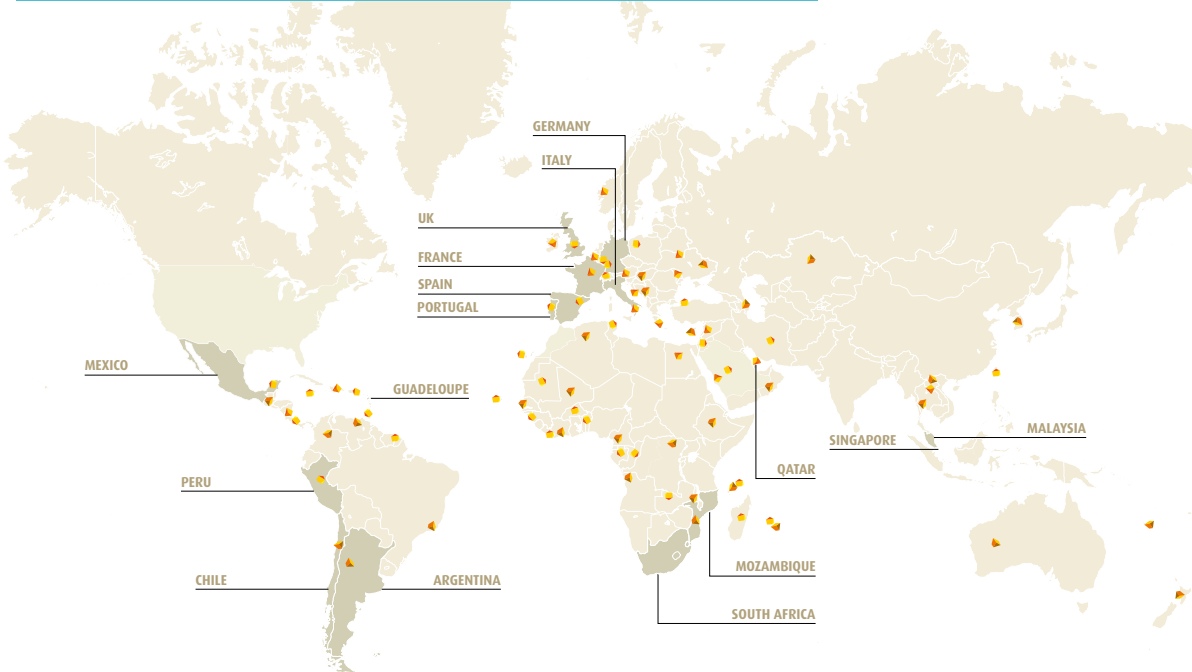 GERMANY
ITALY
UK
FRANCE
SPAIN
PORTUGAL
MEXICO
GUADELOUPE
SINGAPORE
MALAYSIA
QATAR
PERU
MOZAMBIQUE
CHILE
ARGENTINA
SOUTH AFRICA